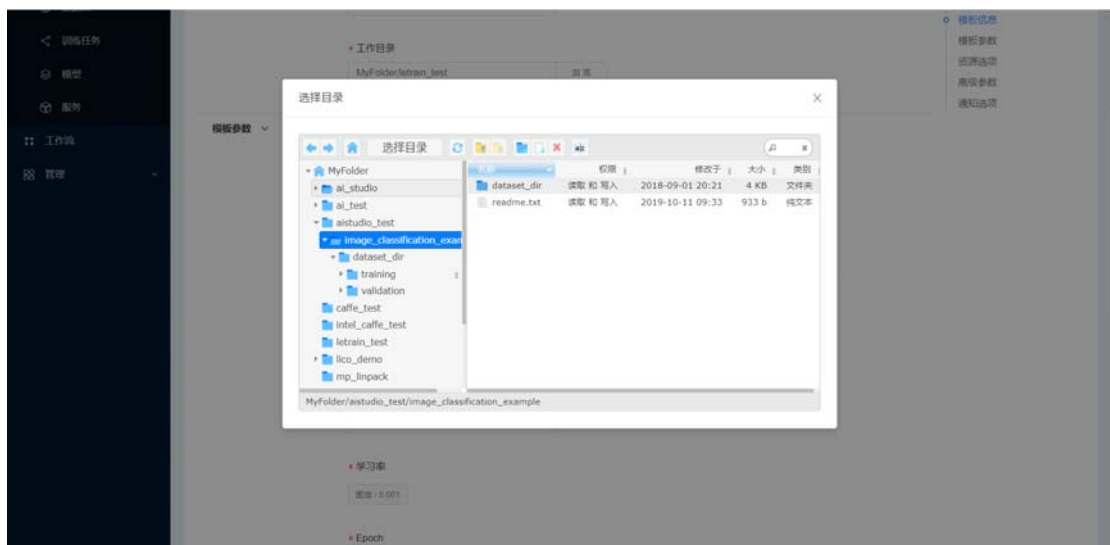 训练任务
模型
服务
工作流
管理
* 工作目录
MyFolder/letrain_test 浏览
模板信息
模板参数
资源选项
高级参数
通知选项
模板参数
选择目录
选择目录
MyFolder
ai_studio
ai_test
aistudio_test
image_classification_exam
dataset_dir
training
validation
caffe_test
intel_caffe_test
letrain_test
lico_demo
mp_linpack
名称 权限 修改于 大小 类别
dataset_dir 读取 和 写入 2018-09-01 20:21 4 KB 文件夹
readme.txt 读取 和 写入 2019-10-11 09:33 933 b 纯文本
MyFolder/aistudio_test/image_classification_example
* 学习率
* Epoch